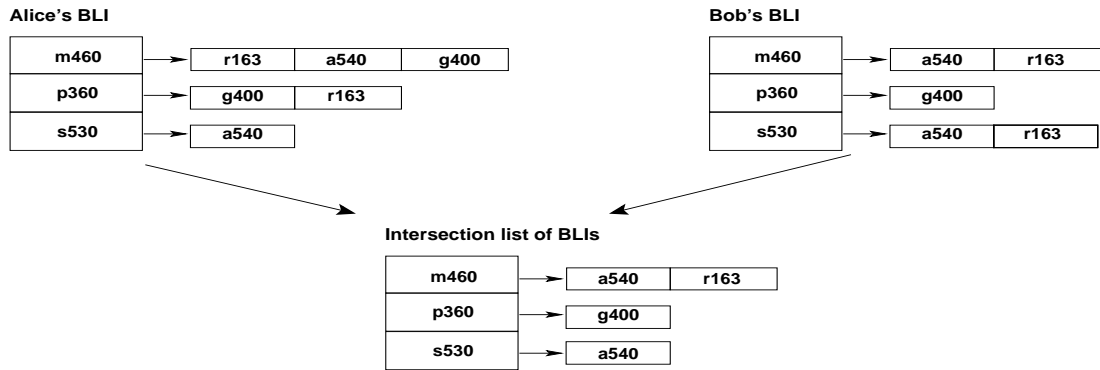 Alice's BLI
m460 r163 a540 g400
p360 g400 r163
s530 a540
Bob's BLI
m460 a540 r163
p360 g400
s530 a540 r163
Intersection list of BLIs
m460 a540 r163
p360 g400
s530 a540